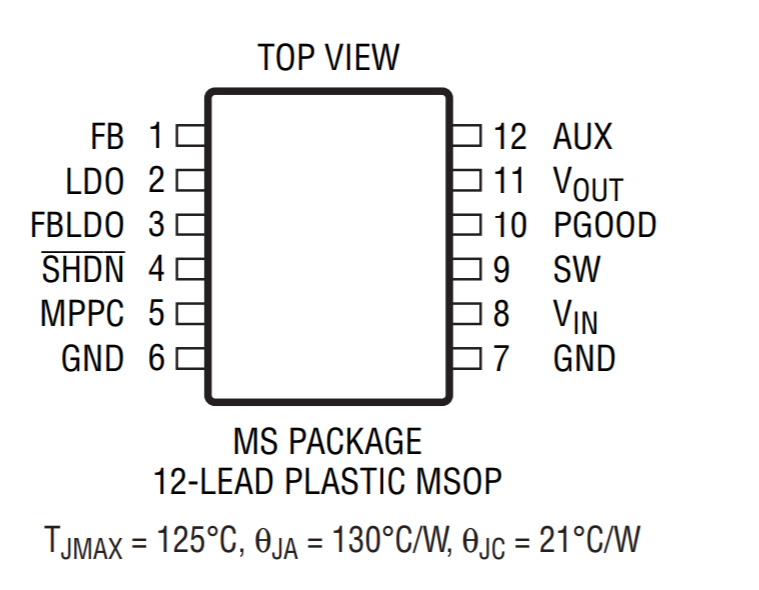 TOP VIEW
FB 1
LDO 2
FBLDO 3
S̅H̅D̅N̅ 4
MPPC 5
GND 6
12 AUX
11 VOUT
10 PGOOD
9 SW
8 VIN
7 GND
MS PACKAGE
12-LEAD PLASTIC MSOP
TJMAX = 125°C, θJA = 130°C/W, θJC = 21°C/W